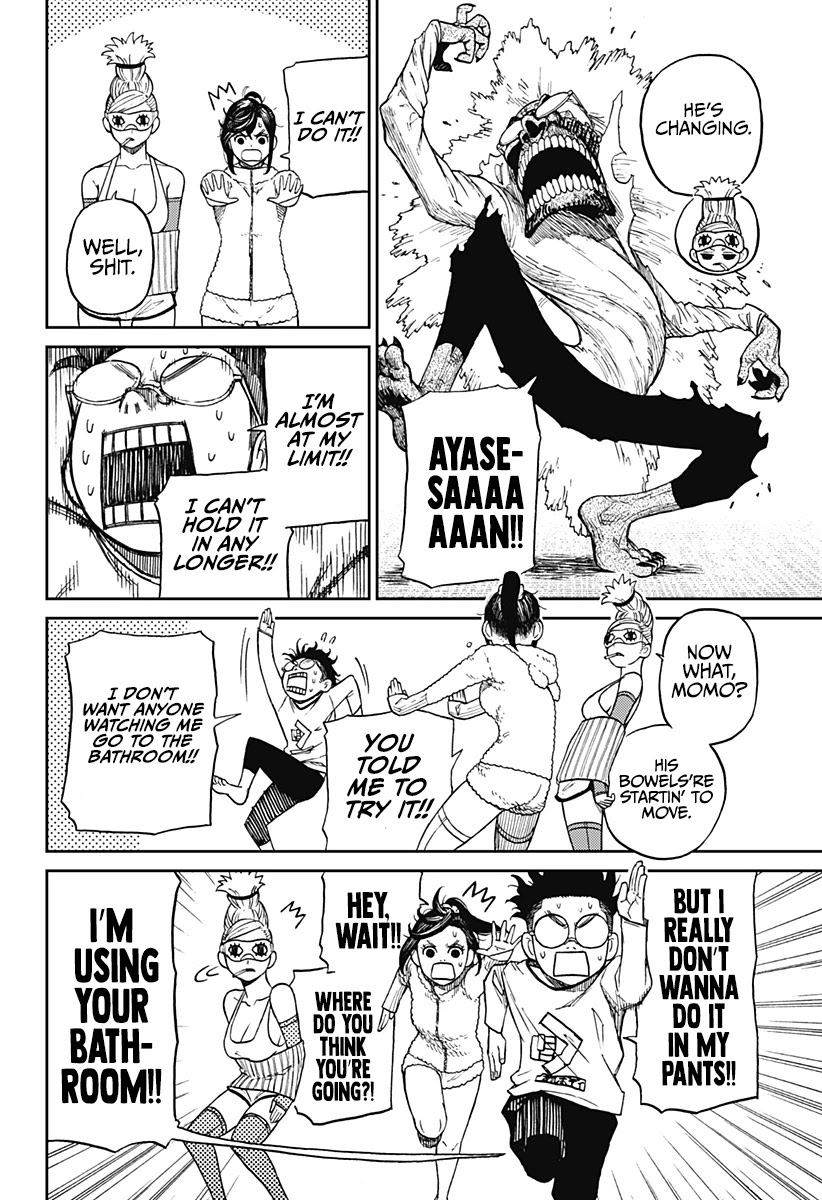 HE'S
CHANGING.
AYASE-
SAAAA
AAAN!!
I CAN'T
DO IT!!
WELL,
SHIT.
I'M
ALMOST
AT MY
LIMIT!!
I CAN'T
HOLD IT
IN ANY
LONGER!!
NOW
WHAT,
MOMO?
HIS
BOWELS'RE
STARTIN' TO
MOVE.
YOU
TOLD
ME TO
TRY IT!!
I DON'T
WANT ANYONE
WATCHING ME
GO TO THE
BATHROOM!!
BUT I
REALLY
DON'T
WANNA
DO IT
IN MY
PANTS!!
HEY,
WAIT!!
WHERE
DO YOU
THINK
YOU'RE
GOING?!
I'M
USING
YOUR
BATH-
ROOM!!